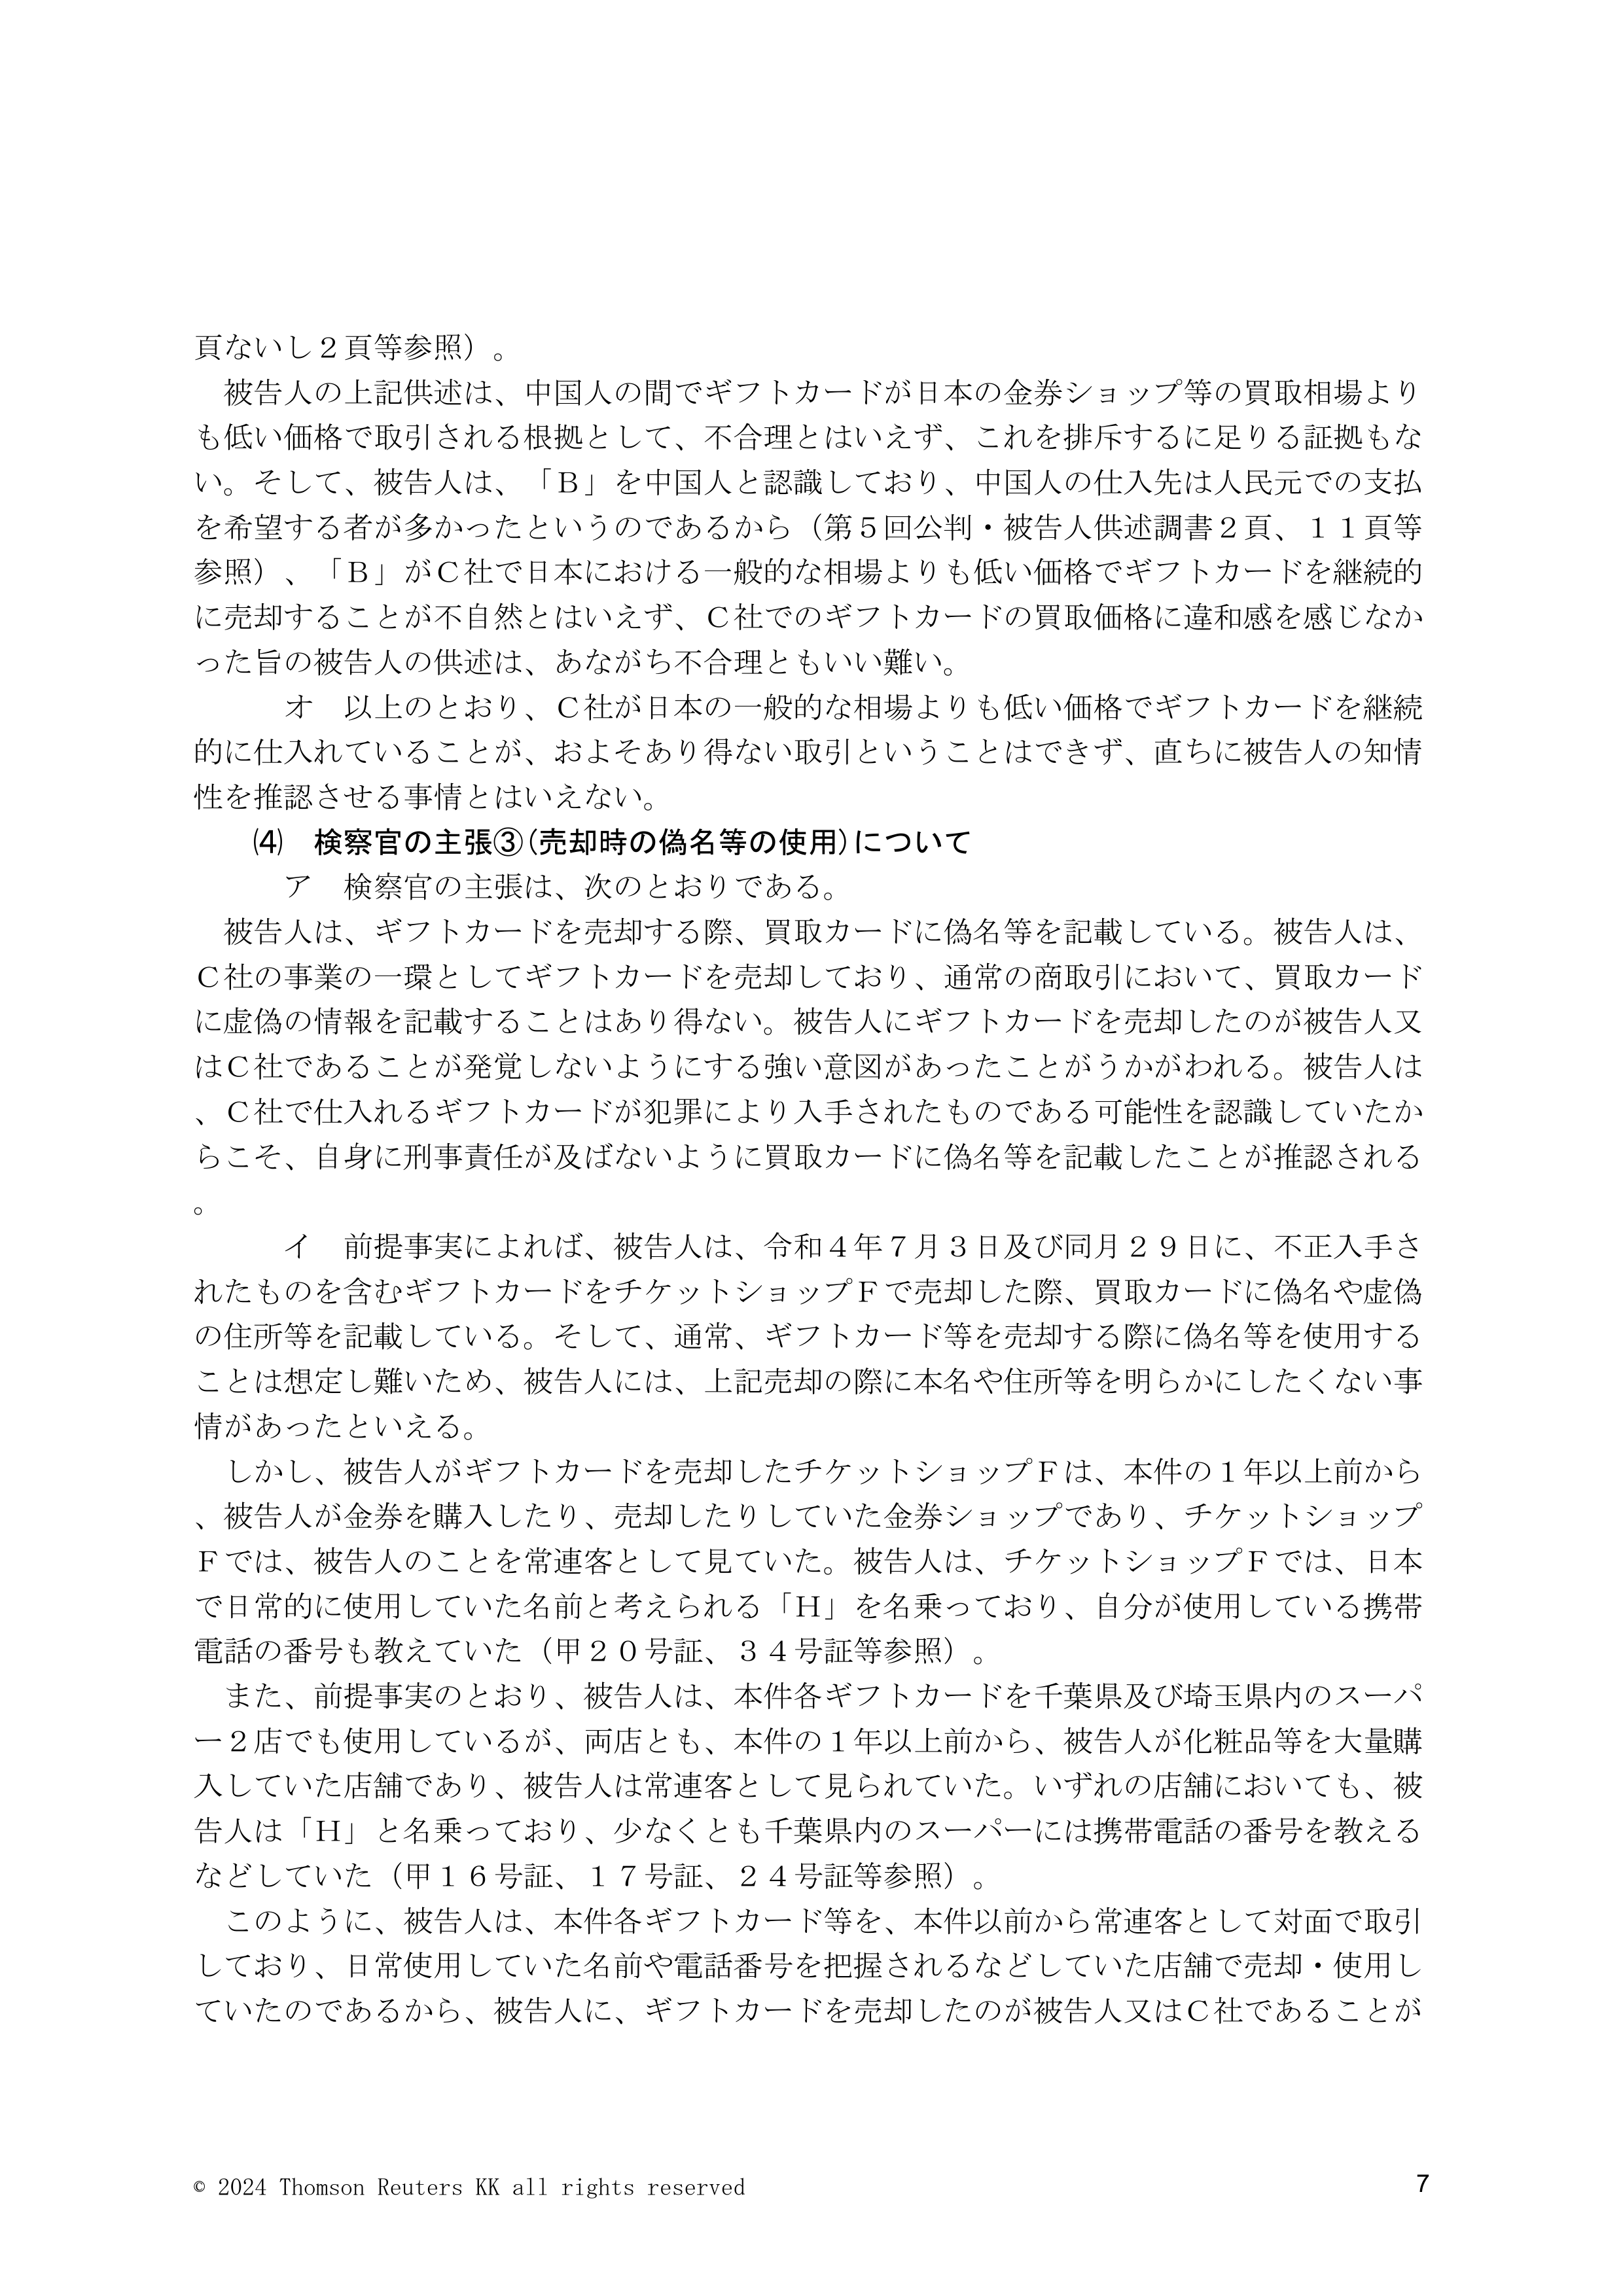 頁ないし２頁等参照）。
　被告人の上記供述は、中国人の間でギフトカードが日本の金券ショップ等の買取相場より
も低い価格で取引される根拠として、不合理とはいえず、これを排斥するに足りる証拠もな
い。そして、被告人は、「Ｂ」を中国人と認識しており、中国人の仕入先は人民元での支払
を希望する者が多かったというのであるから（第５回公判・被告人供述調書２頁、１１頁等
参照）、「Ｂ」がＣ社で日本における一般的な相場よりも低い価格でギフトカードを継続的
に売却することが不自然とはいえず、Ｃ社でのギフトカードの買取価格に違和感を感じなか
った旨の被告人の供述は、あながち不合理ともいい難い。
　　　オ　以上のとおり、Ｃ社が日本の一般的な相場よりも低い価格でギフトカードを継続
的に仕入れていることが、およそあり得ない取引ということはできず、直ちに被告人の知情
性を推認させる事情とはいえない。
　　⑷　検察官の主張③（売却時の偽名等の使用）について
　　　ア　検察官の主張は、次のとおりである。
　被告人は、ギフトカードを売却する際、買取カードに偽名等を記載している。被告人は、
Ｃ社の事業の一環としてギフトカードを売却しており、通常の商取引において、買取カード
に虚偽の情報を記載することはあり得ない。被告人にギフトカードを売却したのが被告人又
はＣ社であることが発覚しないようにする強い意図があったことがうかがわれる。被告人は
、Ｃ社で仕入れるギフトカードが犯罪により入手されたものである可能性を認識していたか
らこそ、自身に刑事責任が及ばないように買取カードに偽名等を記載したことが推認される
。
　　　イ　前提事実によれば、被告人は、令和４年７月３日及び同月２９日に、不正入手さ
れたものを含むギフトカードをチケットショップＦで売却した際、買取カードに偽名や虚偽
の住所等を記載している。そして、通常、ギフトカード等を売却する際に偽名等を使用する
ことは想定し難いため、被告人には、上記売却の際に本名や住所等を明らかにしたくない事
情があったといえる。
　しかし、被告人がギフトカードを売却したチケットショップＦは、本件の１年以上前から
、被告人が金券を購入したり、売却したりしていた金券ショップであり、チケットショップ
Ｆでは、被告人のことを常連客として見ていた。被告人は、チケットショップＦでは、日本
で日常的に使用していた名前と考えられる「Ｈ」を名乗っており、自分が使用している携帯
電話の番号も教えていた（甲２０号証、３４号証等参照）。
　また、前提事実のとおり、被告人は、本件各ギフトカードを千葉県及び埼玉県内のスーパ
ー２店でも使用しているが、両店とも、本件の１年以上前から、被告人が化粧品等を大量購
入していた店舗であり、被告人は常連客として見られていた。いずれの店舗においても、被
告人は「Ｈ」と名乗っており、少なくとも千葉県内のスーパーには携帯電話の番号を教える
などしていた（甲１６号証、１７号証、２４号証等参照）。
　このように、被告人は、本件各ギフトカード等を、本件以前から常連客として対面で取引
しており、日常使用していた名前や電話番号を把握されるなどしていた店舗で売却・使用し
ていたのであるから、被告人に、ギフトカードを売却したのが被告人又はＣ社であることが
© 2024 Thomson Reuters KK all rights reserved
7